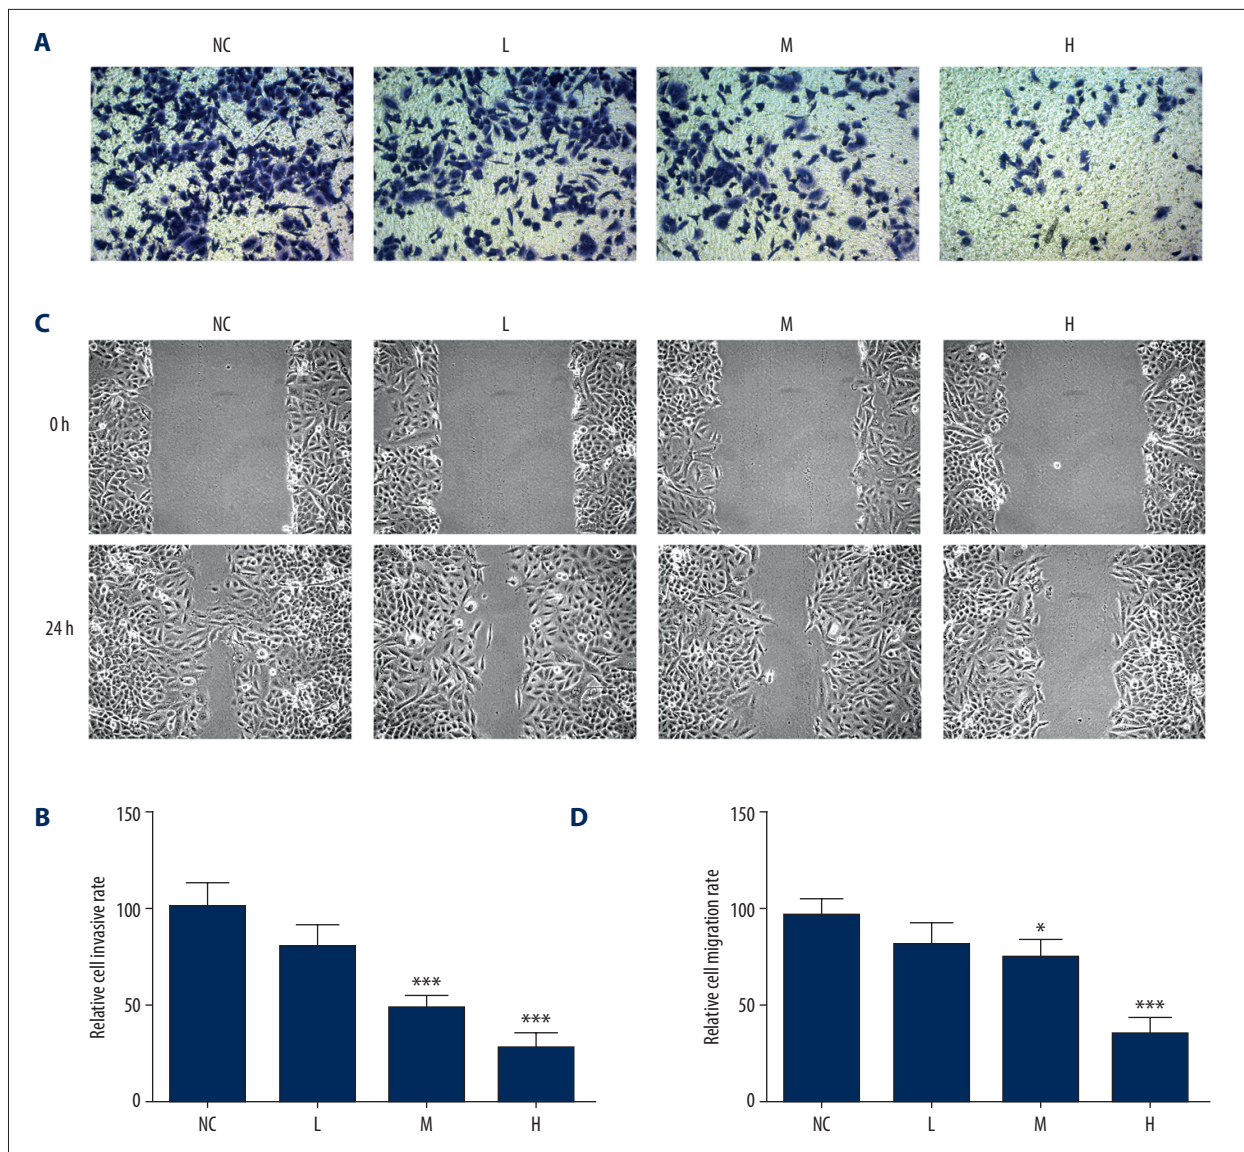 A
NC L M H
C
NC L M H
0 h
24 h
B
Relative cell invasive rate
150
100
50
0
***
***
NC L M H
D
Relative cell migration rate
150
100
50
0
*
***
NC L M H